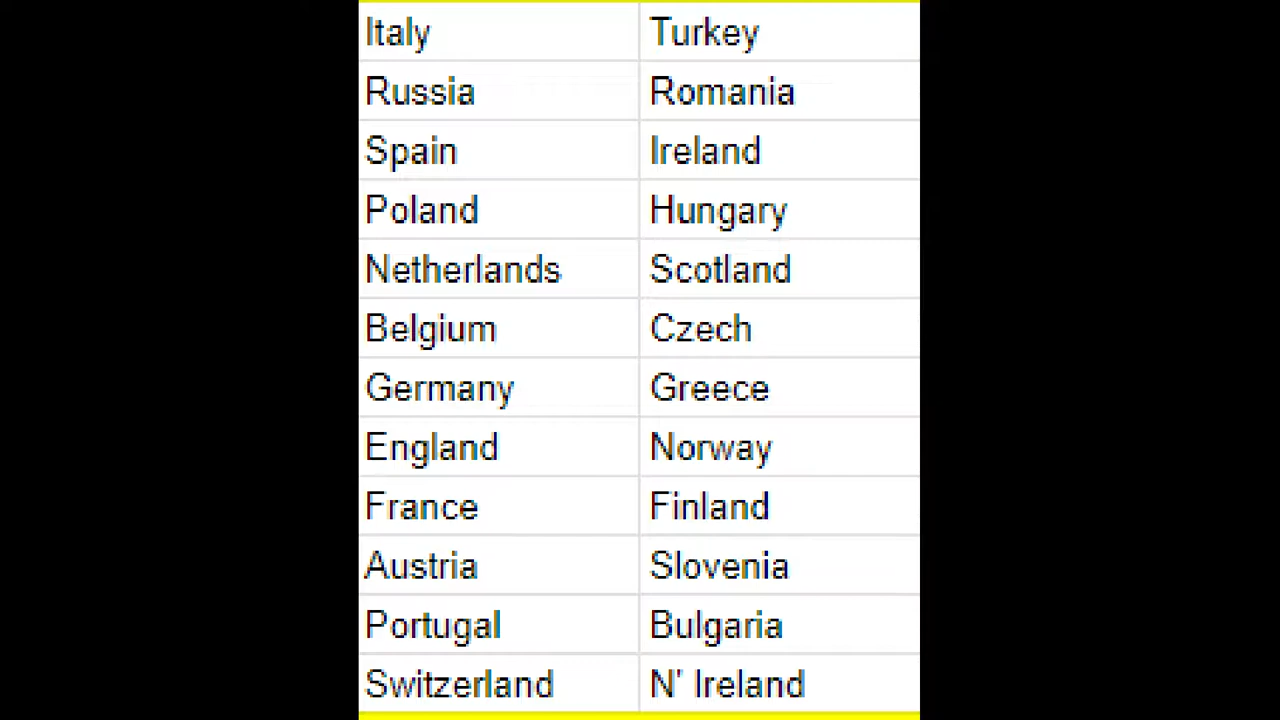 Italy Turkey
Russia Romania
Spain Ireland
Poland Hungary
Netherlands Scotland
Belgium Czech
Germany Greece
England Norway
France Finland
Austria Slovenia
Portugal Bulgaria
Switzerland N' Ireland